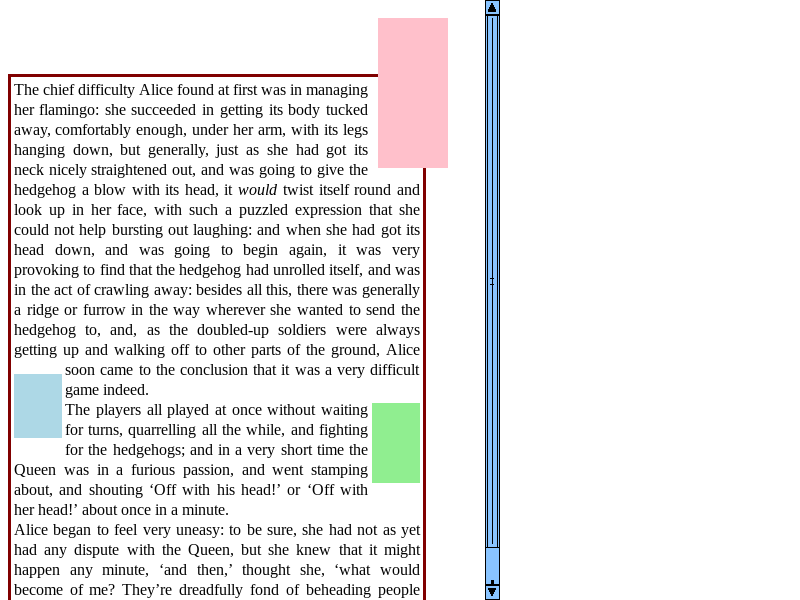 The chief difficulty Alice found at first was in managing
her flamingo: she succeeded in getting its body tucked
away, comfortably enough, under her arm, with its legs
hanging down, but generally, just as she had got its
neck nicely straightened out, and was going to give the
hedgehog a blow with its head, it would twist itself round and
look up in her face, with such a puzzled expression that she
could not help bursting out laughing: and when she had got its
head down, and was going to begin again, it was very
provoking to find that the hedgehog had unrolled itself, and was
in the act of crawling away: besides all this, there was generally
a ridge or furrow in the way wherever she wanted to send the
hedgehog to, and, as the doubled-up soldiers were always
getting up and walking off to other parts of the ground, Alice
soon came to the conclusion that it was a very difficult
game indeed.
The players all played at once without waiting
for turns, quarrelling all the while, and fighting
for the hedgehogs; and in a very short time the
Queen was in a furious passion, and went stamping
about, and shouting ‘Off with his head!’ or ‘Off with
her head!’ about once in a minute.
Alice began to feel very uneasy: to be sure, she had not as yet
had any dispute with the Queen, but she knew that it might
happen any minute, ‘and then,’ thought she, ‘what would
become of me? They’re dreadfully fond of beheading people